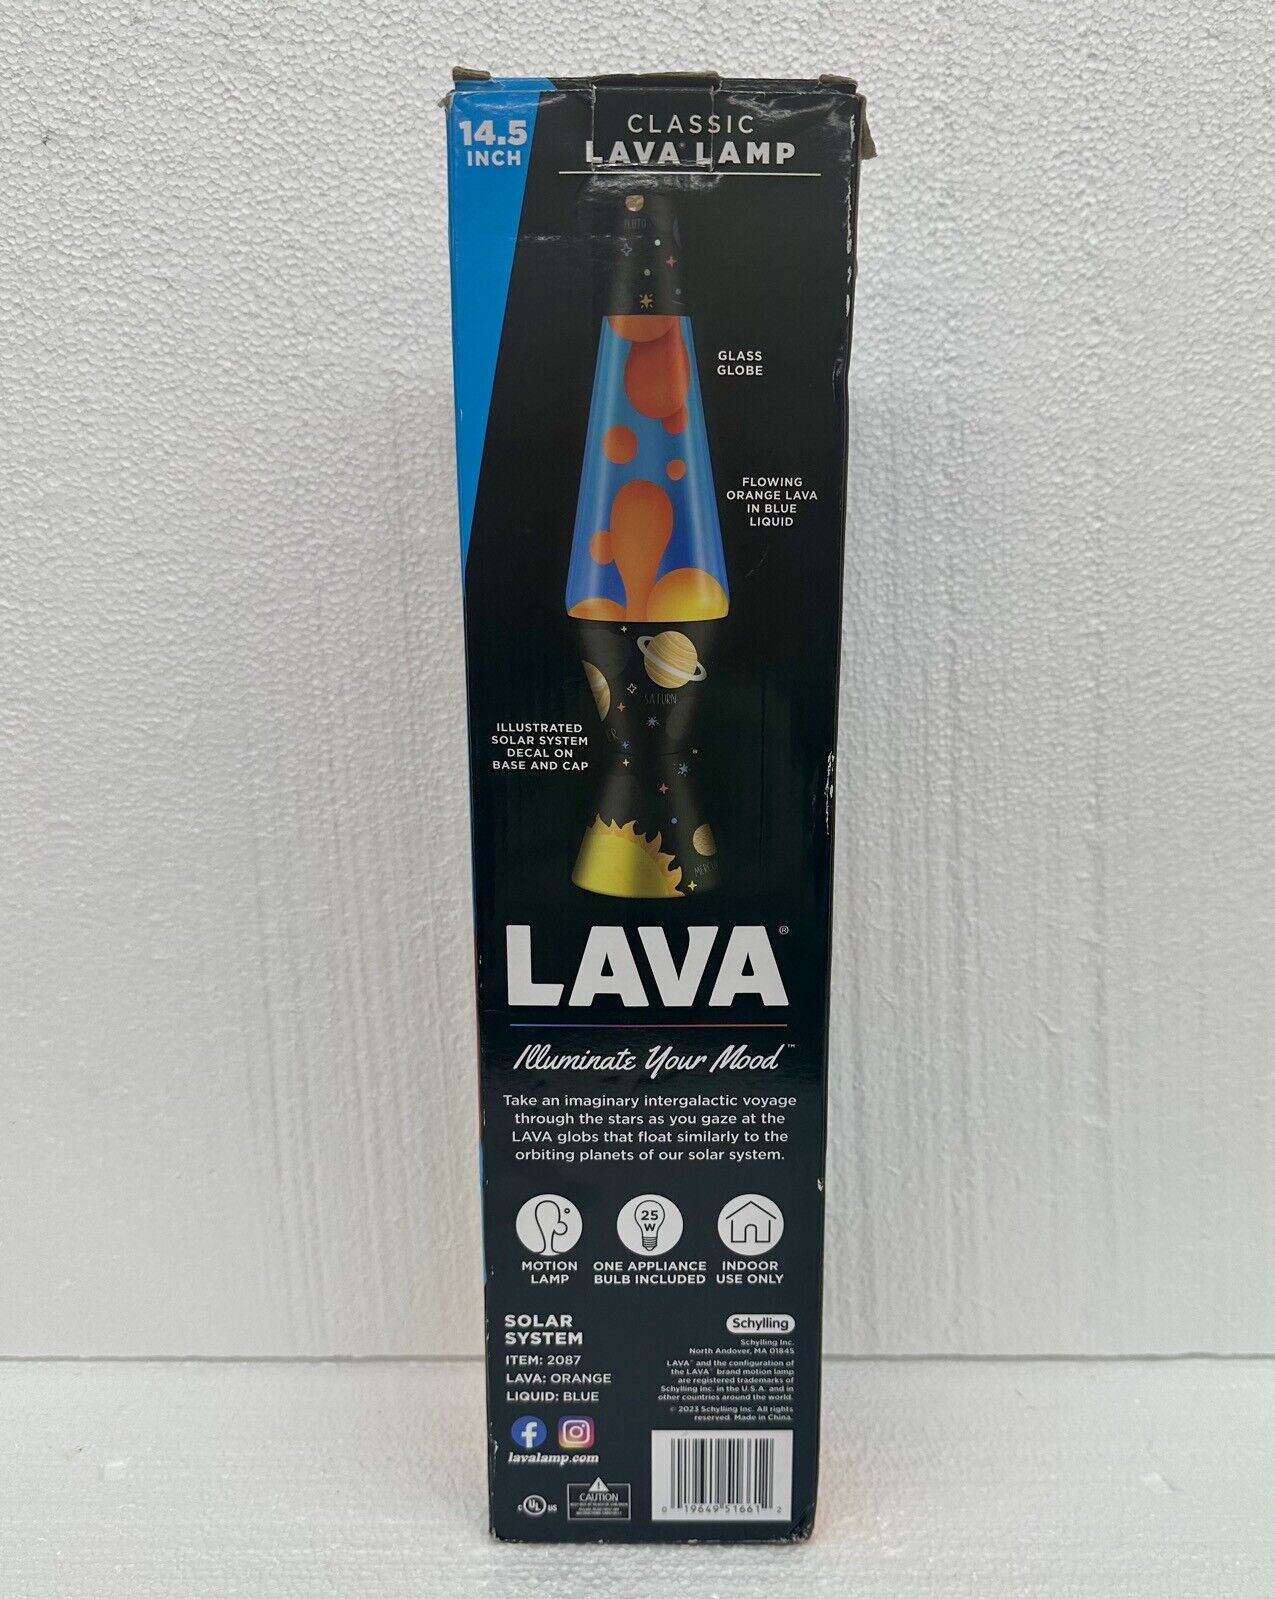 14.5
INCH
CLASSIC
LAVA LAMP
PLUTO
GLASS
GLOBE
FLOWING
ORANGE LAVA
IN BLUE
LIQUID
SATURN
ILLUSTRATED
SOLAR SYSTEM
DECAL ON
BASE AND CAP
LAVA®
Illuminate Your Mood™
Take an imaginary intergalactic voyage
through the stars as you gaze at the
LAVA globs that float similarly to the
orbiting planets of our solar system.
25
W
MOTION
LAMP
ONE APPLIANCE
BULB INCLUDED
INDOOR
USE ONLY
SOLAR
SYSTEM
ITEM: 2087
LAVA: ORANGE
LIQUID: BLUE
lavalamp.com
Schylling
Schylling Inc.
North Andover, MA 01845
LAVA® and the configuration of
the LAVA® brand motion lamp
are registered trademarks of
Schylling Inc. in the U.S.A. and in
other countries around the world.
© 2023 Schylling Inc. All rights
reserved. Made in China.
c UL US
CAUTION
0 19649 51661 2